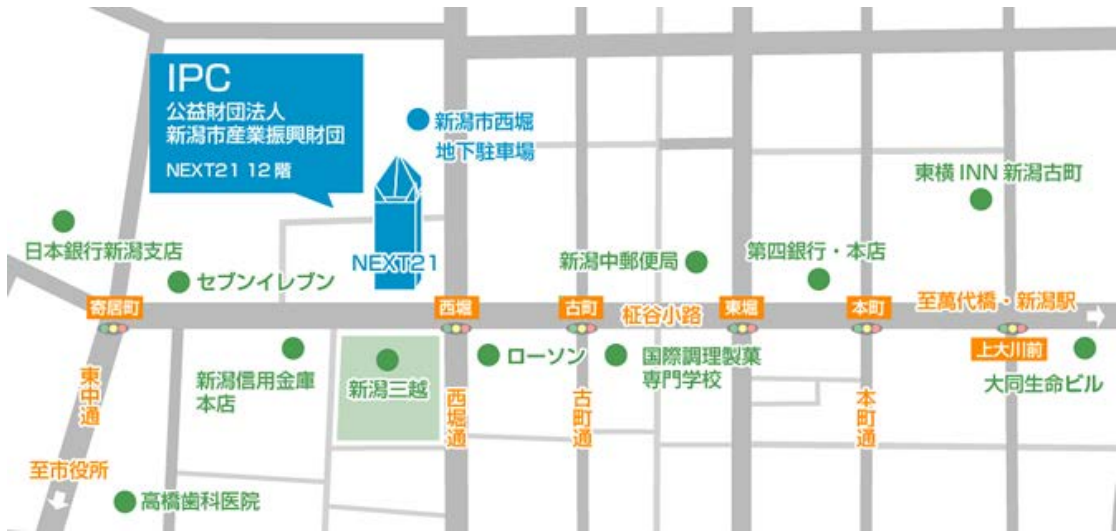 IPC
公益財団法人
新潟市産業振興財団
NEXT21 12階
新潟市西堀
地下駐車場
東横INN 新潟古町
日本銀行新潟支店
セブンイレブン
NEXT21
新潟中郵便局
第四銀行・本店
寄居町
西堀
古町
柾谷小路
東堀
本町
至萬代橋・新潟駅
上大川前
東中通
新潟信用金庫
本店
新潟三越
ローソン
国際調理製菓
専門学校
大同生命ビル
西堀通
古町通
本町通
至市役所
高橋歯科医院